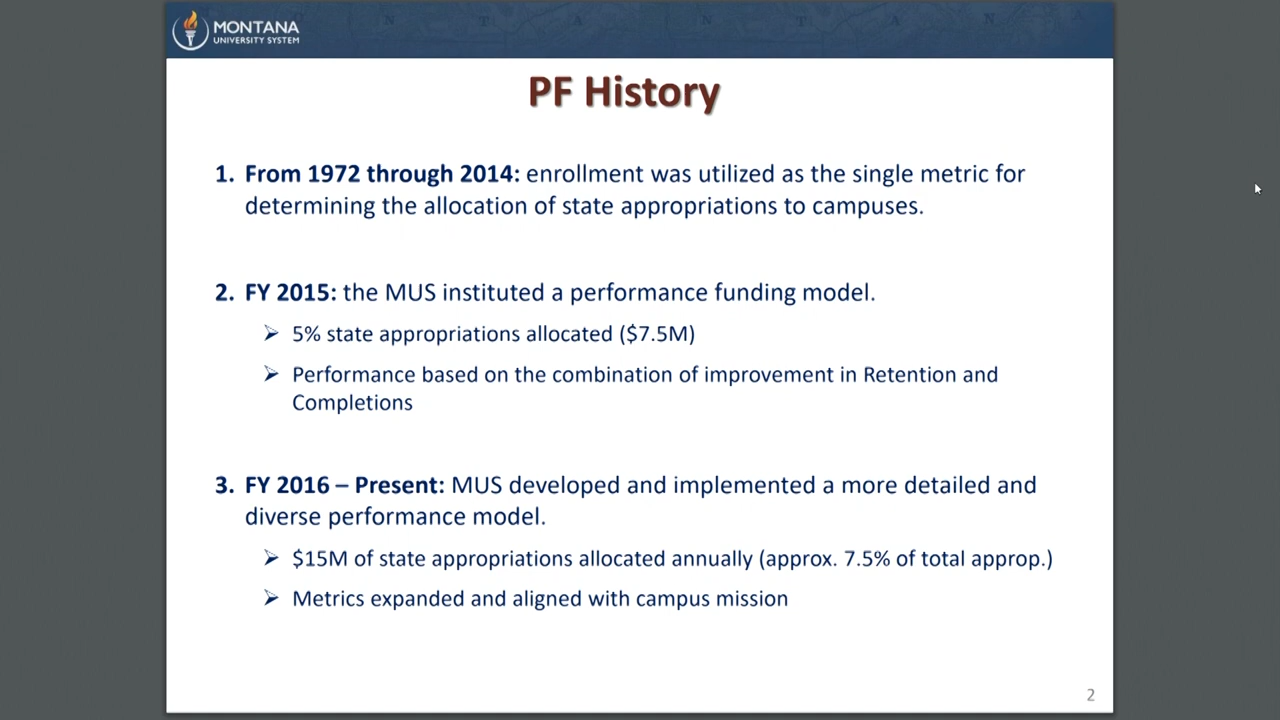 MONTANA
UNIVERSITY SYSTEM
N T A N T A N
PF History
1. From 1972 through 2014: enrollment was utilized as the single metric for
determining the allocation of state appropriations to campuses.
2. FY 2015: the MUS instituted a performance funding model.
➢ 5% state appropriations allocated ($7.5M)
➢ Performance based on the combination of improvement in Retention and
Completions
3. FY 2016 – Present: MUS developed and implemented a more detailed and
diverse performance model.
➢ $15M of state appropriations allocated annually (approx. 7.5% of total approp.)
➢ Metrics expanded and aligned with campus mission
2